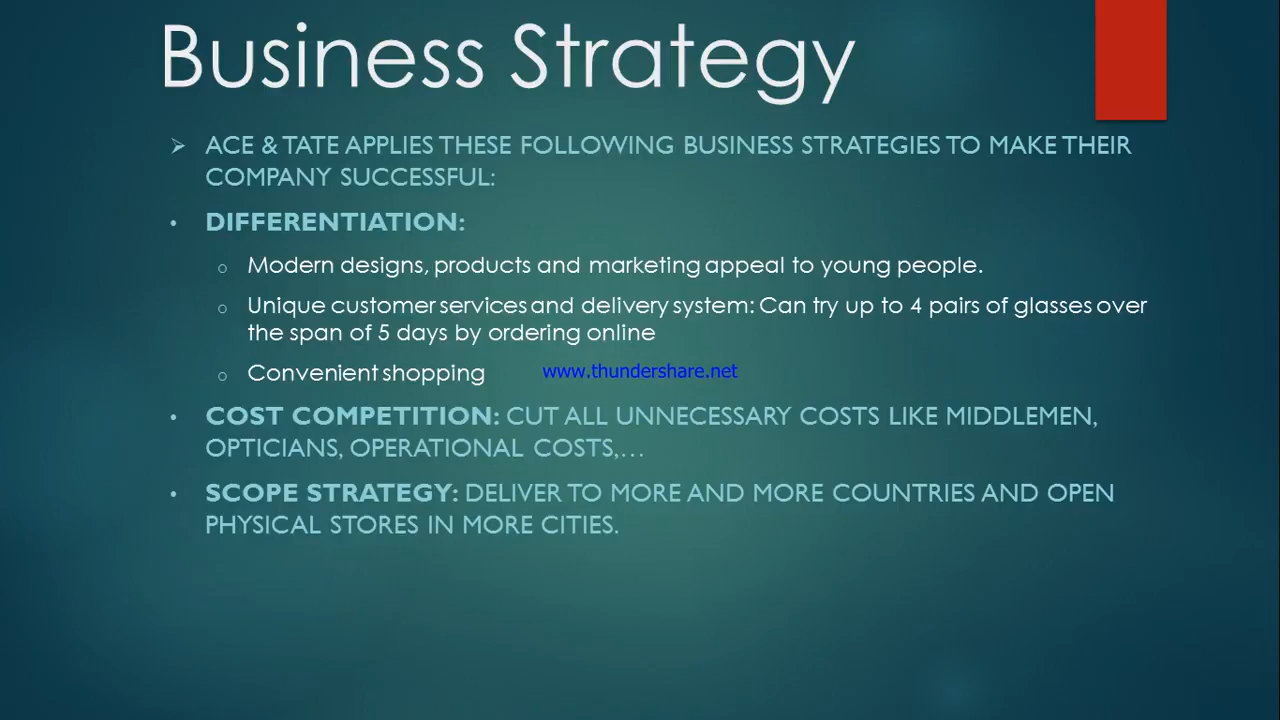 Business Strategy
ACE & TATE APPLIES THESE FOLLOWING BUSINESS STRATEGIES TO MAKE THEIR
COMPANY SUCCESSFUL:
DIFFERENTIATION:
Modern designs, products and marketing appeal to young people.
Unique customer services and delivery system: Can try up to 4 pairs of glasses over
the span of 5 days by ordering online
Convenient shopping
www.thundershare.net
COST COMPETITION: CUT ALL UNNECESSARY COSTS LIKE MIDDLEMEN,
OPTICIANS, OPERATIONAL COSTS,…
SCOPE STRATEGY: DELIVER TO MORE AND MORE COUNTRIES AND OPEN
PHYSICAL STORES IN MORE CITIES.